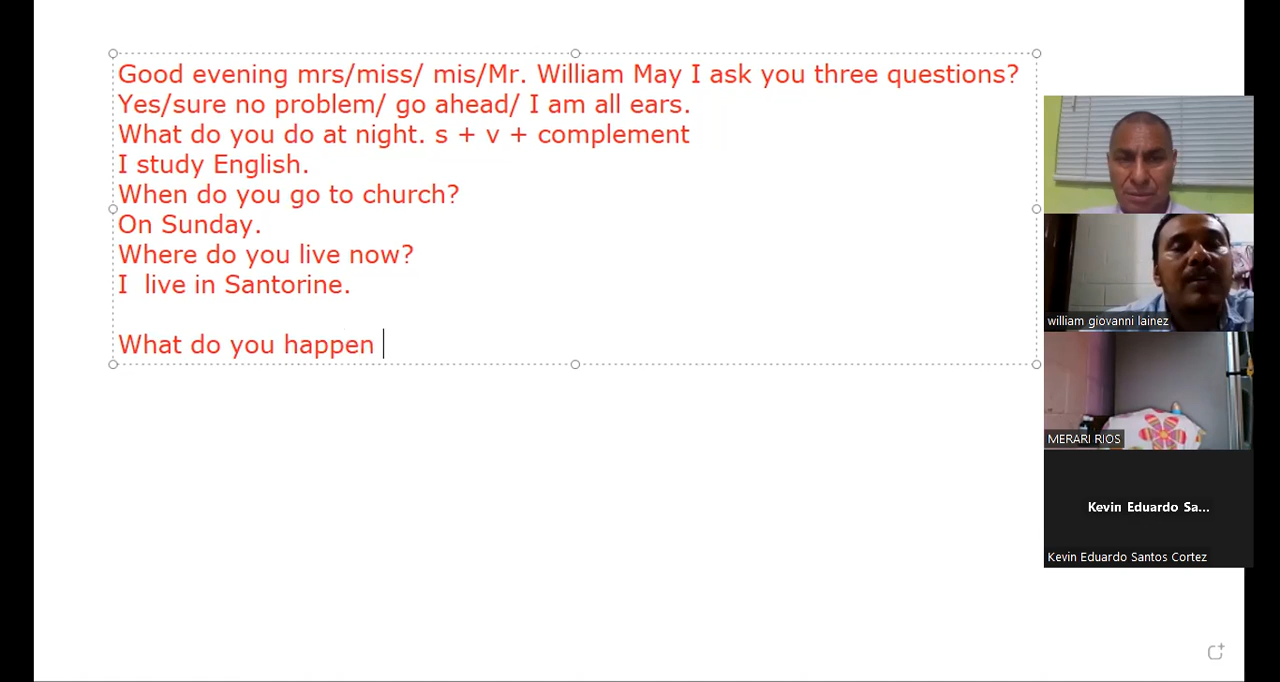 Good evening mrs/miss/ mis/Mr. William May I ask you three questions?
Yes/sure no problem/ go ahead/ I am all ears.
What do you do at night. s + v + complement
I study English.
When do you go to church?
On Sunday.
Where do you live now?
I  live in Santorine.
What do you happen
william giovanni lainez
MERARI RIOS
Kevin Eduardo Sa...
Kevin Eduardo Santos Cortez